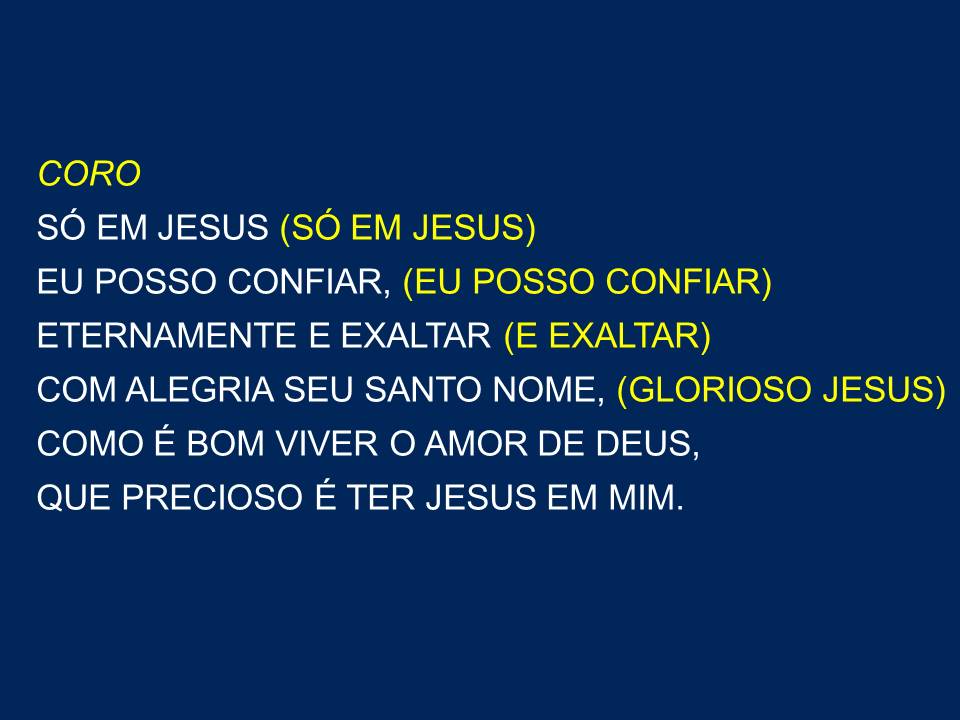 CORO
SÓ EM JESUS (SÓ EM JESUS)
EU POSSO CONFIAR, (EU POSSO CONFIAR)
ETERNAMENTE E EXALTAR (E EXALTAR)
COM ALEGRIA SEU SANTO NOME, (GLORIOSO JESUS)
COMO É BOM VIVER O AMOR DE DEUS,
QUE PRECIOSO É TER JESUS EM MIM.